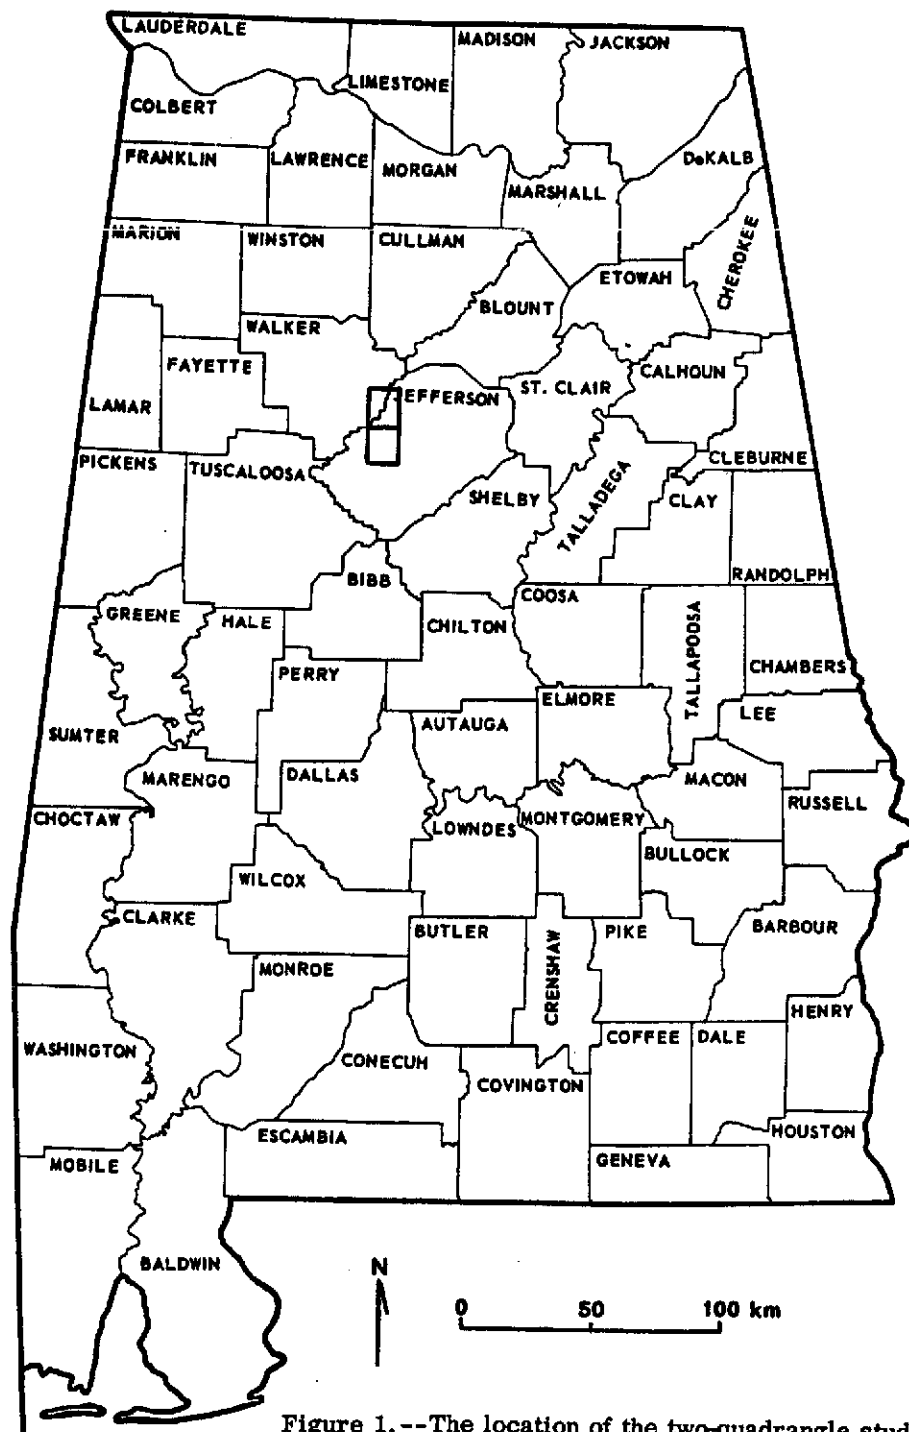 LAUDERDALE
MADISON
JACKSON
LIMESTONE
COLBERT
FRANKLIN
LAWRENCE
MORGAN
DeKALB
MARSHALL
MARION
WINSTON
CULLMAN
CHEROKEE
ETOWAH
BLOUNT
WALKER
FAYETTE
CALHOUN
ST. CLAIR
JEFFERSON
LAMAR
PICKENS
TUSCALOOSA
CLEBURNE
SHELBY
TALLADEGA
CLAY
BIBB
RANDOLPH
COOSA
GREENE
HALE
CHILTON
TALLAPOOSA
PERRY
CHAMBERS
ELMORE
LEE
AUTAUGA
SUMTER
MARENGO
DALLAS
MACON
RUSSELL
CHOCTAW
LOWNDES
MONTGOMERY
BULLOCK
WILCOX
CLARKE
BUTLER
CRENSHAW
PIKE
BARBOUR
MONROE
HENRY
WASHINGTON
CONECUH
COFFEE
DALE
COVINGTON
ESCAMBIA
HOUSTON
MOBILE
GENEVA
BALDWIN
N
0 50 100 km
Figure 1.--The location of the two-quadrangle stud